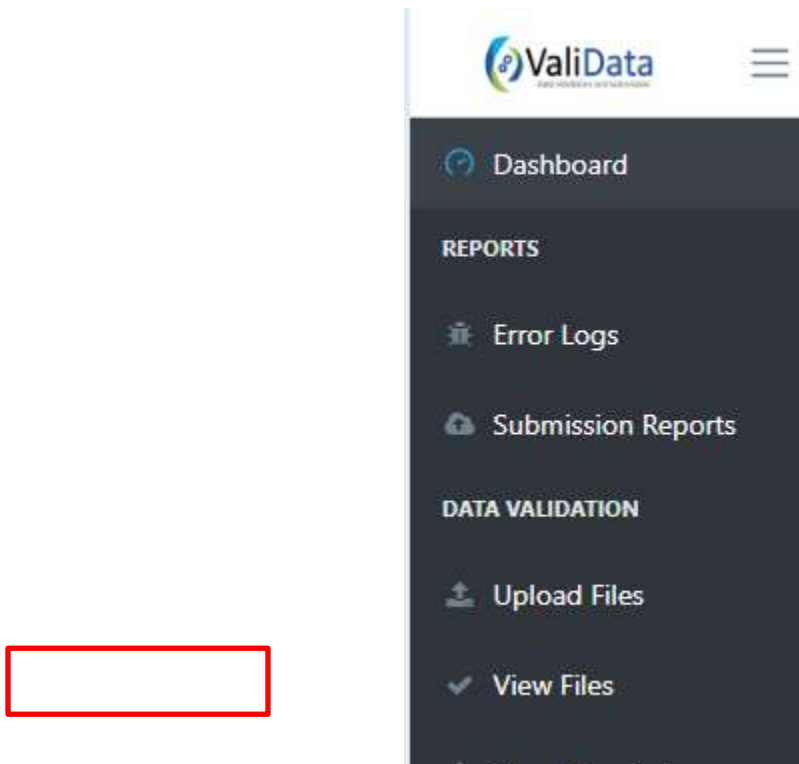 ValiData
Dashboard
REPORTS
Error Logs
Submission Reports
DATA VALIDATION
Upload Files
View Files